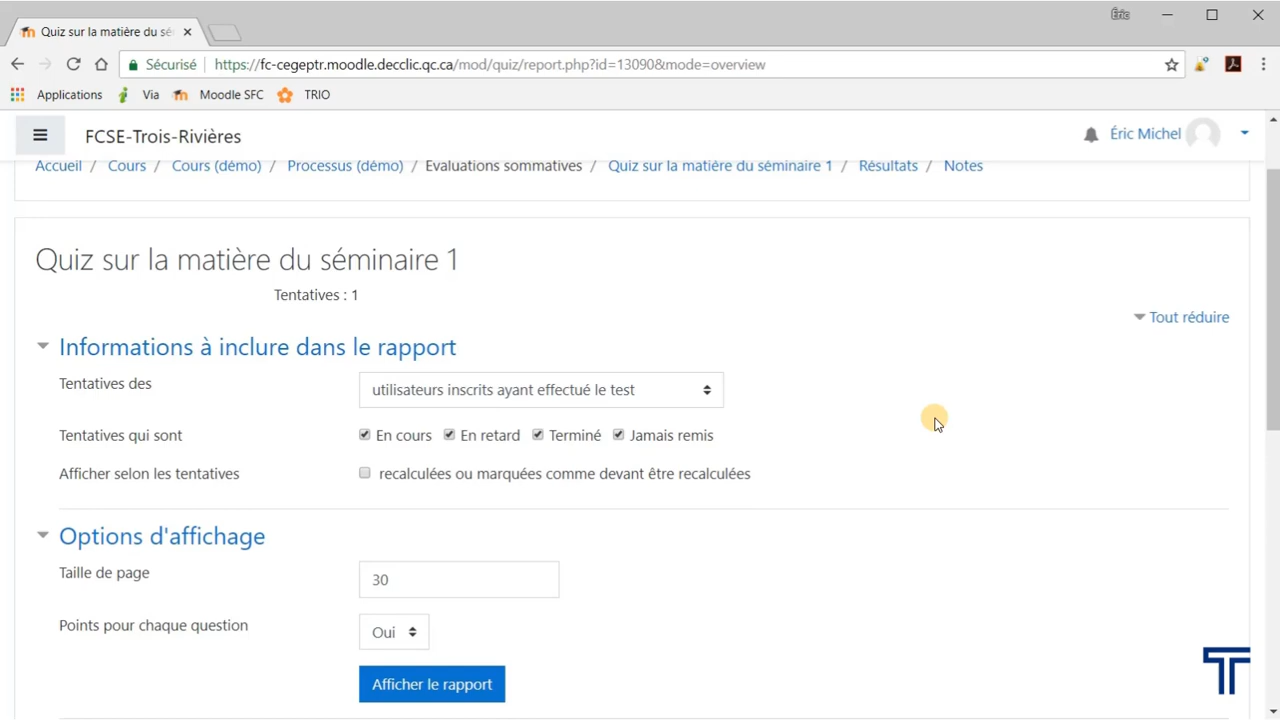 Éric
Quiz sur la matière du sé
Sécurisé https://fc-cegeptr.moodle.decclic.qc.ca/mod/quiz/report.php?id=13090&mode=overview
Applications Via Moodle SFC TRIO
FCSE-Trois-Rivières
Éric Michel
Accueil / Cours / Cours (démo) / Processus (démo) / Evaluations sommatives / Quiz sur la matière du séminaire 1 / Résultats / Notes
Quiz sur la matière du séminaire 1
Tentatives : 1
Tout réduire
Informations à inclure dans le rapport
Tentatives des utilisateurs inscrits ayant effectué le test
Tentatives qui sont En cours En retard Terminé Jamais remis
Afficher selon les tentatives recalculées ou marquées comme devant être recalculées
Options d'affichage
Taille de page 30
Points pour chaque question Oui
Afficher le rapport